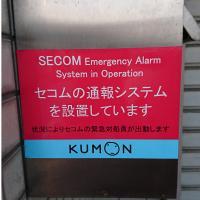 SECOM Emergency Alarm
System in Operation
セコムの通報システム
を設置しています
状況によりセコムの緊急対処員が出動します
KUMON